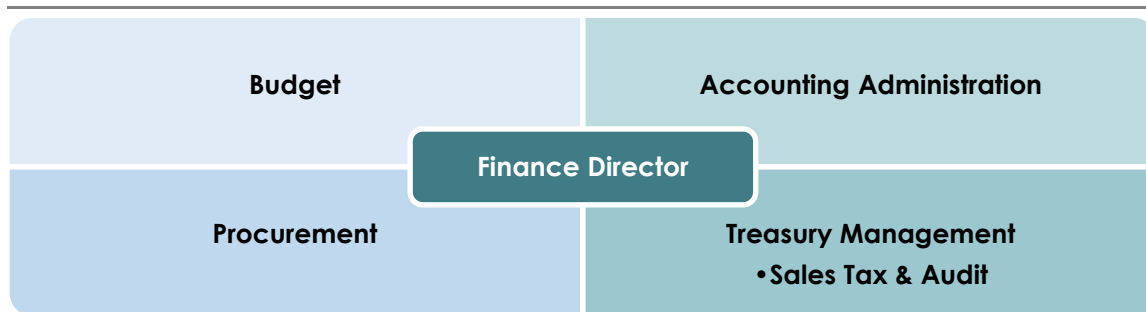 Budget
Accounting Administration
Finance Director
Procurement
Treasury Management
•Sales Tax & Audit